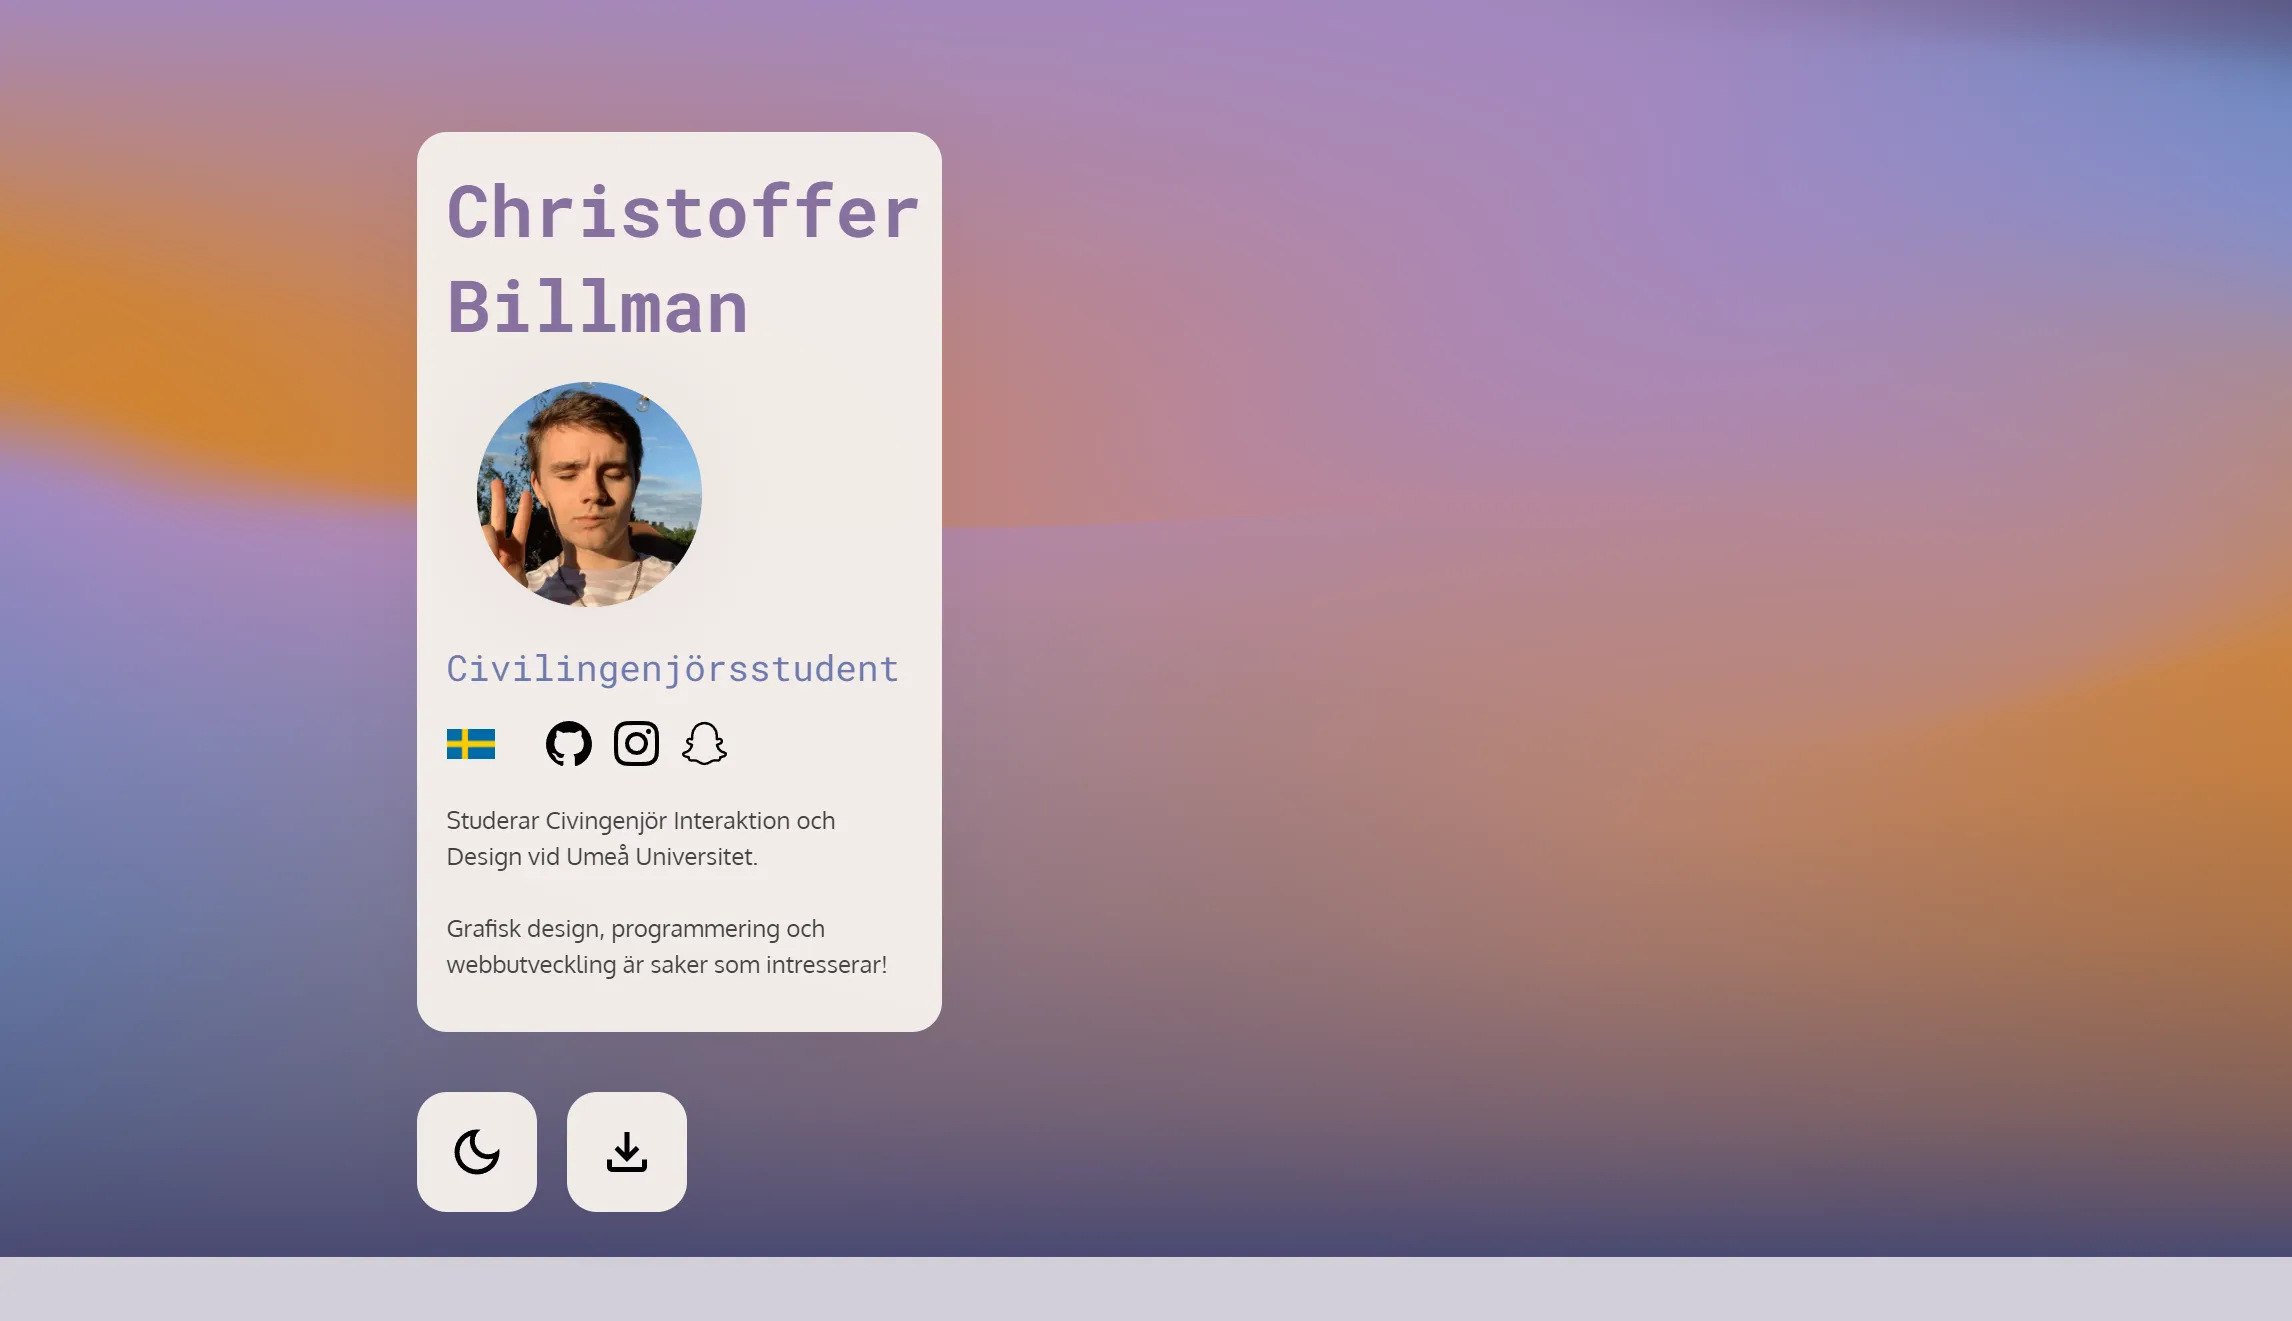 Christoffer
Billman
Civilingenjörsstudent
Studerar Civingenjör Interaktion och
Design vid Umeå Universitet.
Grafisk design, programmering och
webbutveckling är saker som intresserar!